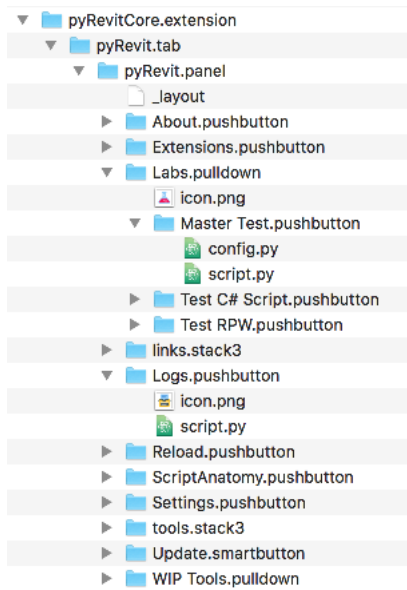 pyRevitCore.extension
pyRevit.tab
pyRevit.panel
_layout
About.pushbutton
Extensions.pushbutton
Labs.pulldown
icon.png
Master Test.pushbutton
config.py
script.py
Test C# Script.pushbutton
Test RPW.pushbutton
links.stack3
Logs.pushbutton
icon.png
script.py
Reload.pushbutton
ScriptAnatomy.pushbutton
Settings.pushbutton
tools.stack3
Update.smartbutton
WIP Tools.pulldown